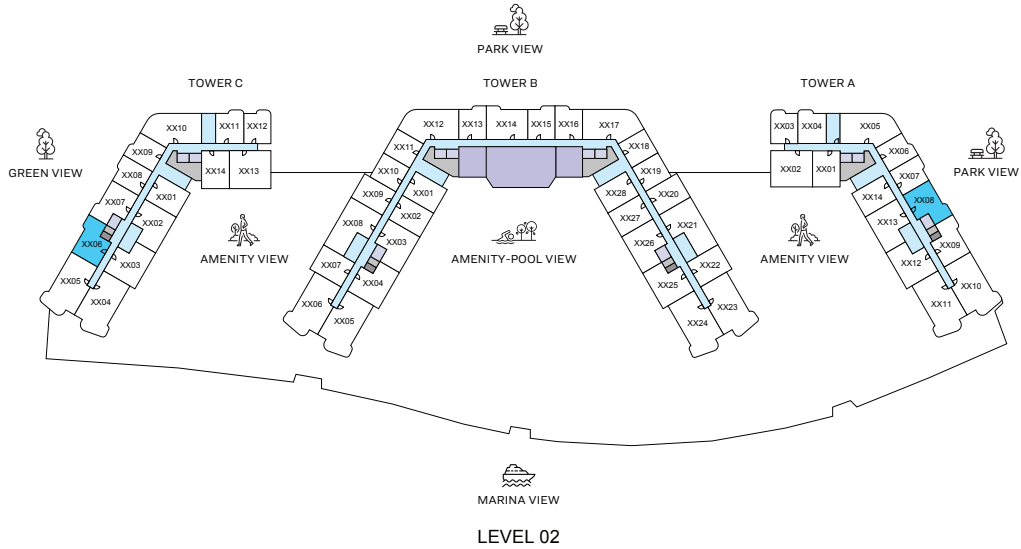 PARK VIEW
TOWER C
TOWER B
TOWER A
GREEN VIEW
PARK VIEW
AMENITY VIEW
AMENITY-POOL VIEW
AMENITY VIEW
XX10
XX11
XX12
XX09
XX08
XX07
XX06
XX05
XX04
XX03
XX02
XX01
XX14
XX13
XX12
XX13
XX14
XX15
XX16
XX17
XX11
XX10
XX09
XX08
XX07
XX06
XX05
XX04
XX03
XX02
XX01
XX18
XX19
XX20
XX21
XX22
XX23
XX24
XX25
XX26
XX27
XX28
XX03
XX04
XX05
XX02
XX01
XX06
XX07
XX08
XX09
XX10
XX11
XX12
XX13
XX14
MARINA VIEW
LEVEL 02